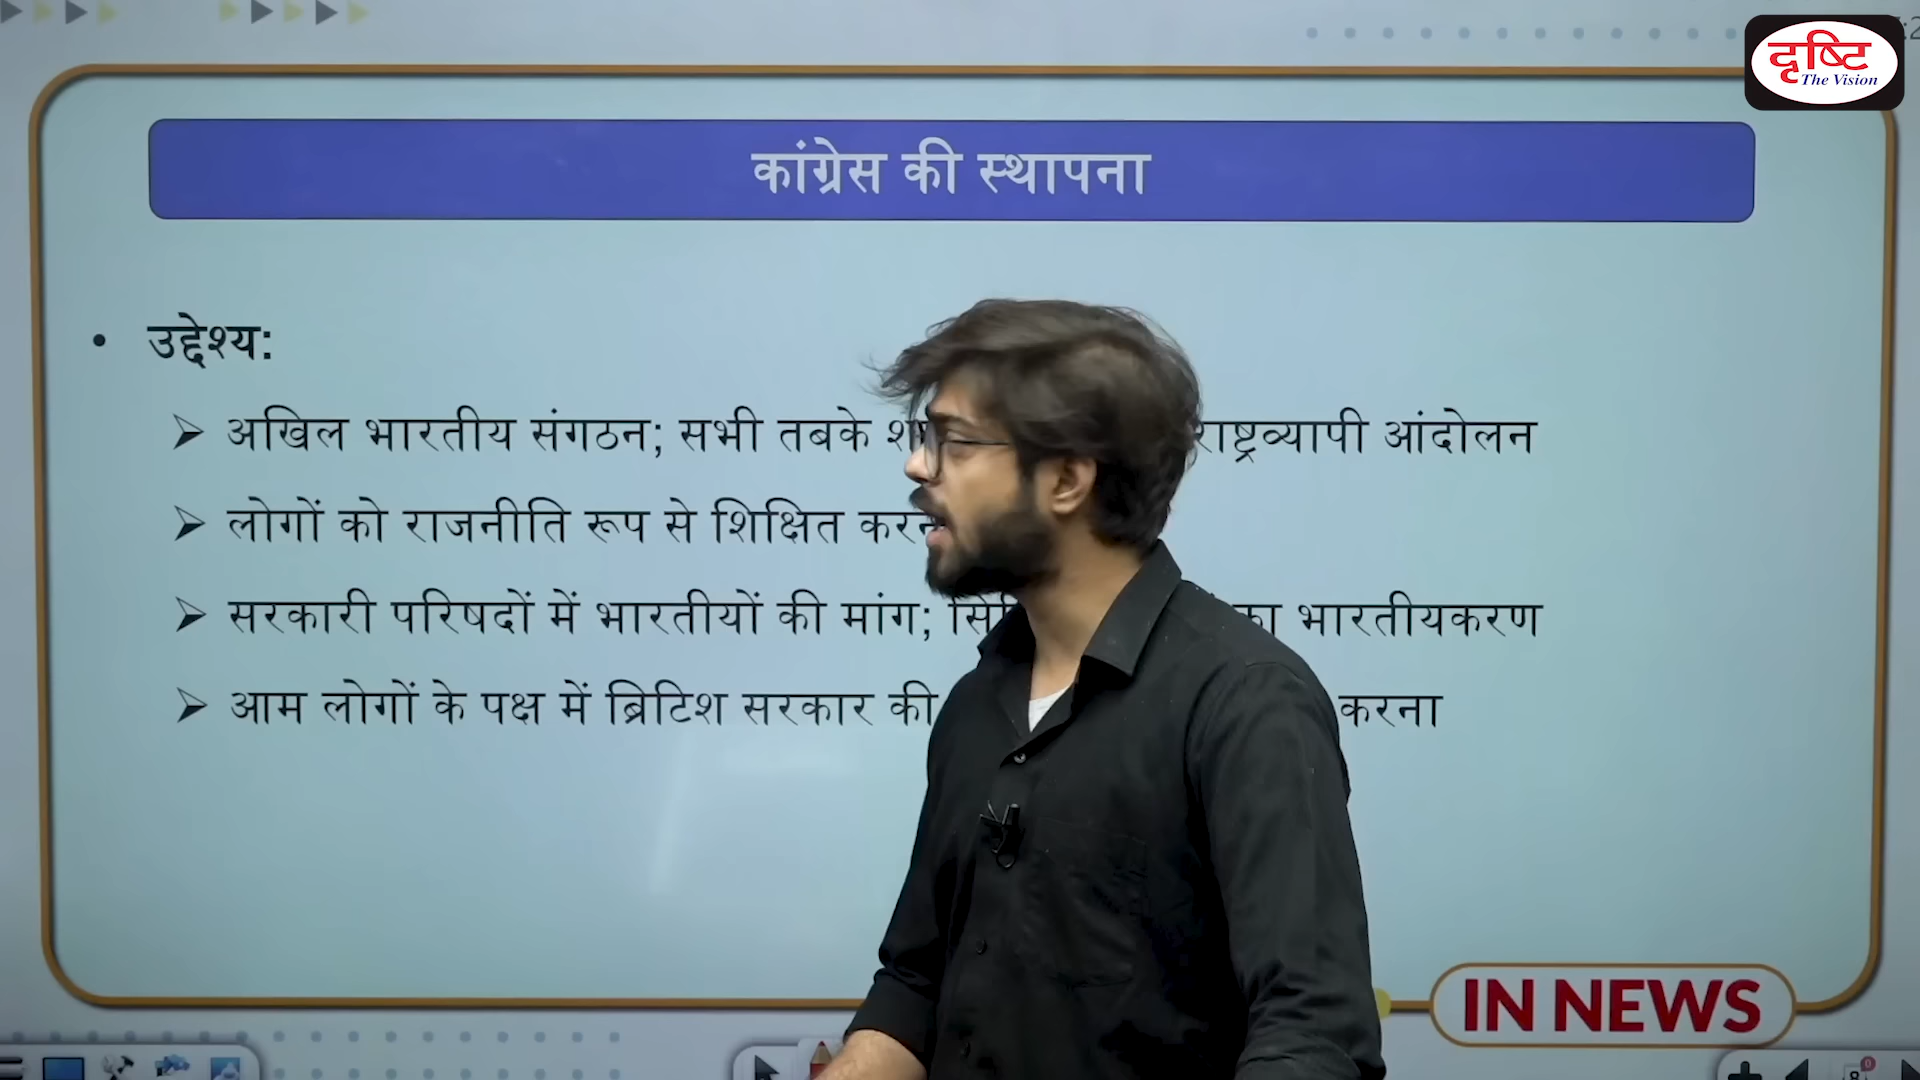 दृष्टि
The Vision
कांग्रेस की स्थापना
• उद्देश्य:
➢ अखिल भारतीय संगठन; सभी तबके राष्ट्रव्यापी आंदोलन
➢ लोगों को राजनीति रूप से शिक्षित
➢ सरकारी परिषदों में भारतीयों की मांग; का भारतीयकरण
➢ आम लोगों के पक्ष में ब्रिटिश सरकार की करना
IN NEWS